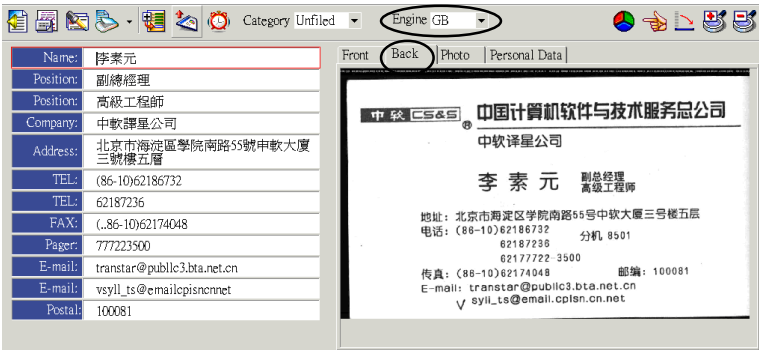 Category Unfiled Engine GB
Name: 李素元
Position: 副總經理
Position: 高級工程師
Company: 中軟譯星公司
Address: 北京市海淀區學院南路55號申軟大廈
三號樓五層
TEL: (86-10)62186732
TEL: 62187236
FAX: (..86-10)62174048
Pager: 777223500
E-mail: transtar@publlc3.bta.net.cn
E-mail: vsyll_ts@emailcpisncnnet
Postal: 100081
Front Back Photo Personal Data
中软 CS&S ® 中国计算机软件与技术服务总公司
中软译星公司
李素元 副总经理
高级工程师
地址: 北京市海淀区学院南路55号中软大厦三号楼五层
电话: (86-10)62186732
62187236 分机 8501
62177722-3500
传真: (86-10)62174048 邮编: 100081
E-mail: transtar@public3.bta.net.cn
V syli_ts@email.cpisn.cn.net